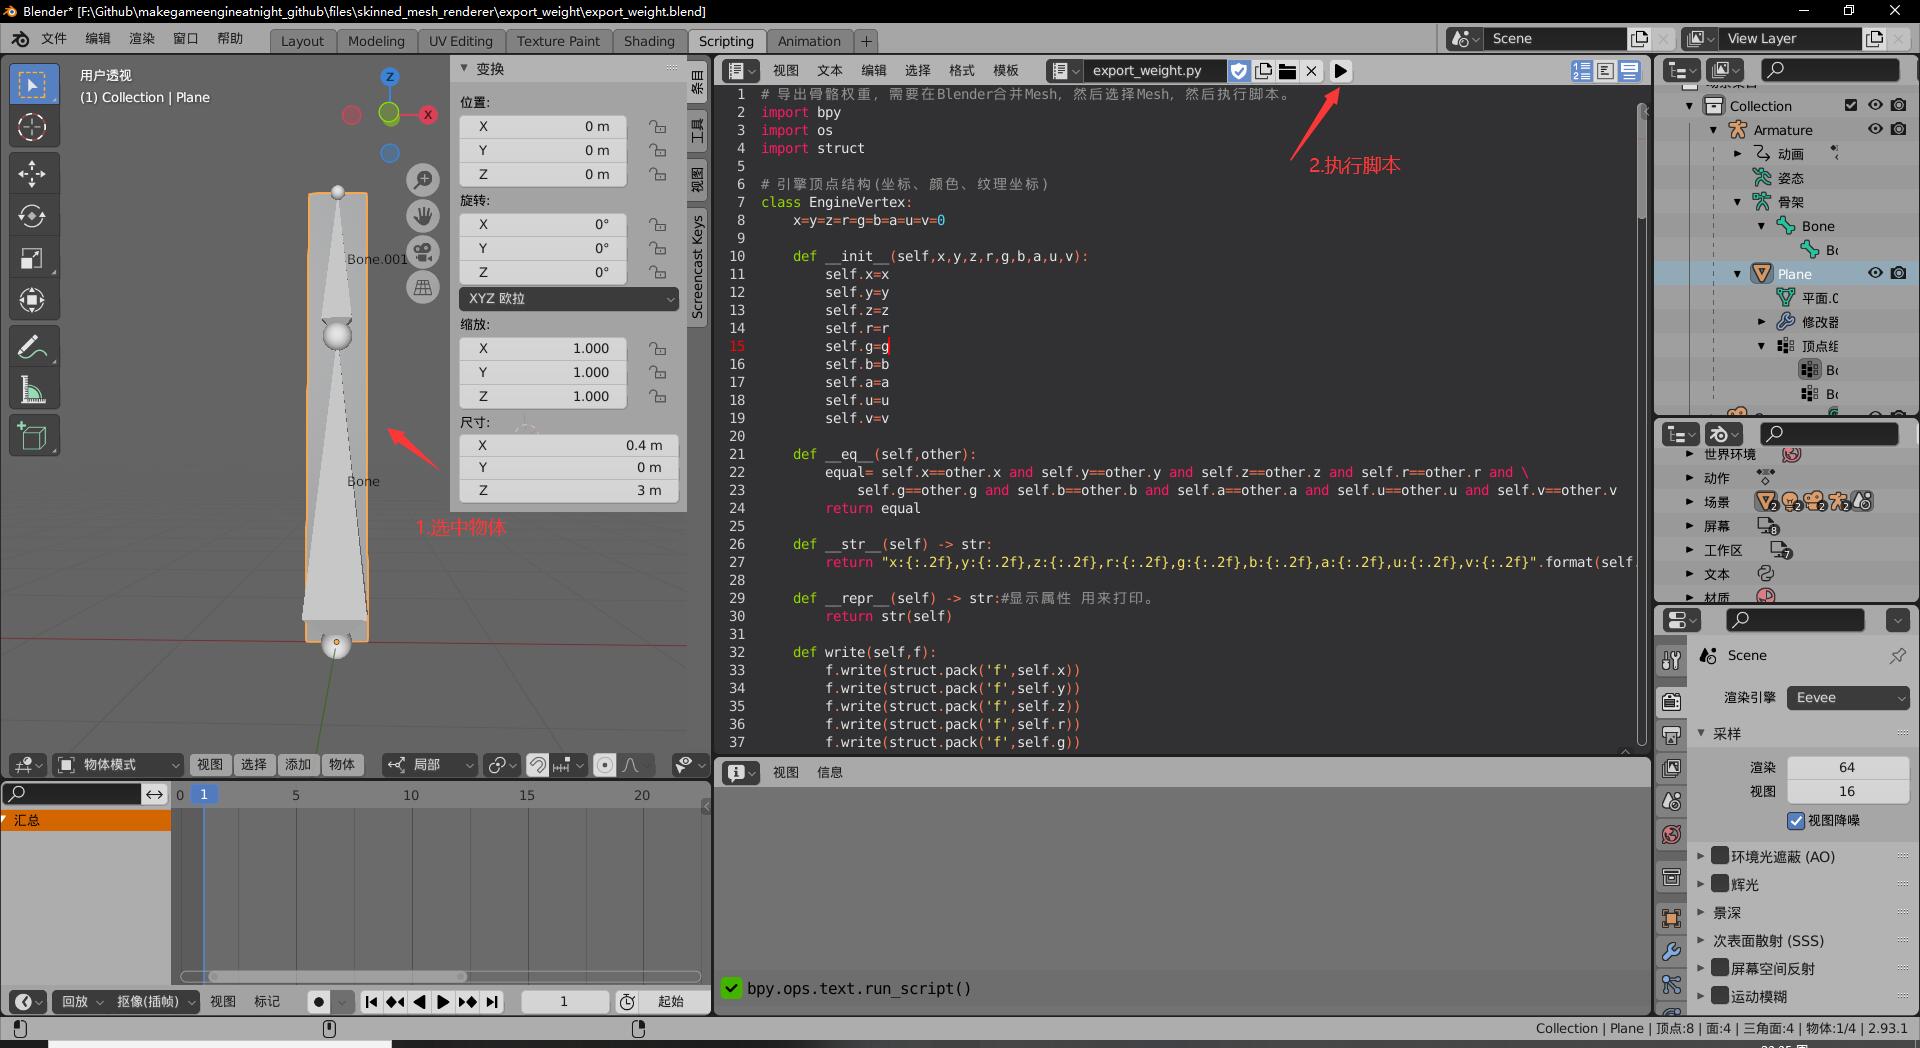 Blender* [F:\Github\makegameengineatnight_github\files\skinned_mesh_renderer\export_weight\export_weight.blend]
文件 编辑 渲染 窗口 帮助 Layout Modeling UV Editing Texture Paint Shading Scripting Animation + Scene View Layer
用户透视
(1) Collection | Plane
Z
X
Bone.001
Bone
1.选中物体
变换
位置:
X 0 m
Y 0 m
Z 0 m
旋转:
X 0°
Y 0°
Z 0°
XYZ 欧拉
缩放:
X 1.000
Y 1.000
Z 1.000
尺寸:
X 0.4 m
Y 0 m
Z 3 m
条目
工具
视图
Screencast Keys
物体模式 视图 选择 添加 物体 局部
视图 文本 编辑 选择 格式 模板 export_weight.py
1 # 导出骨骼权重, 需要在Blender合并Mesh, 然后选择Mesh, 然后执行脚本。
2 import bpy
3 import os
4 import struct
5
6 # 引擎顶点结构(坐标、颜色、纹理坐标)
7 class EngineVertex:
8 x=y=z=r=g=b=a=u=v=0
9
10 def __init__(self,x,y,z,r,g,b,a,u,v):
11 self.x=x
12 self.y=y
13 self.z=z
14 self.r=r
15 self.g=g
16 self.b=b
17 self.a=a
18 self.u=u
19 self.v=v
20
21 def __eq__(self,other):
22 equal= self.x==other.x and self.y==other.y and self.z==other.z and self.r==other.r and \
23 self.g==other.g and self.b==other.b and self.a==other.a and self.u==other.u and self.v==other.v
24 return equal
25
26 def __str__(self) -> str:
27 return "x:{:.2f},y:{:.2f},z:{:.2f},r:{:.2f},g:{:.2f},b:{:.2f},a:{:.2f},u:{:.2f},v:{:.2f}".format(self.
28
29 def __repr__(self) -> str:#显示属性 用来打印。
30 return str(self)
31
32 def write(self,f):
33 f.write(struct.pack('f',self.x))
34 f.write(struct.pack('f',self.y))
35 f.write(struct.pack('f',self.z))
36 f.write(struct.pack('f',self.r))
37 f.write(struct.pack('f',self.g))
2.执行脚本
视图 信息
bpy.ops.text.run_script()
0 1 5 10 15 20
汇总
回放 抠像(插帧) 视图 标记 1 起始
Collection
Armature
动画
姿态
骨架
Bone
Bo
Plane
平面.0
修改器
顶点组
Bo
Bo
世界环境
动作
场景 2 2 2 2
屏幕 8
工作区 7
文本
材质
Scene
渲染引擎 Eevee
采样
渲染 64
视图 16
视图降噪
环境光遮蔽 (AO)
辉光
景深
次表面散射 (SSS)
屏幕空间反射
运动模糊
Collection | Plane | 顶点:8 | 面:4 | 三角面:4 | 物体:1/4 | 2.93.1